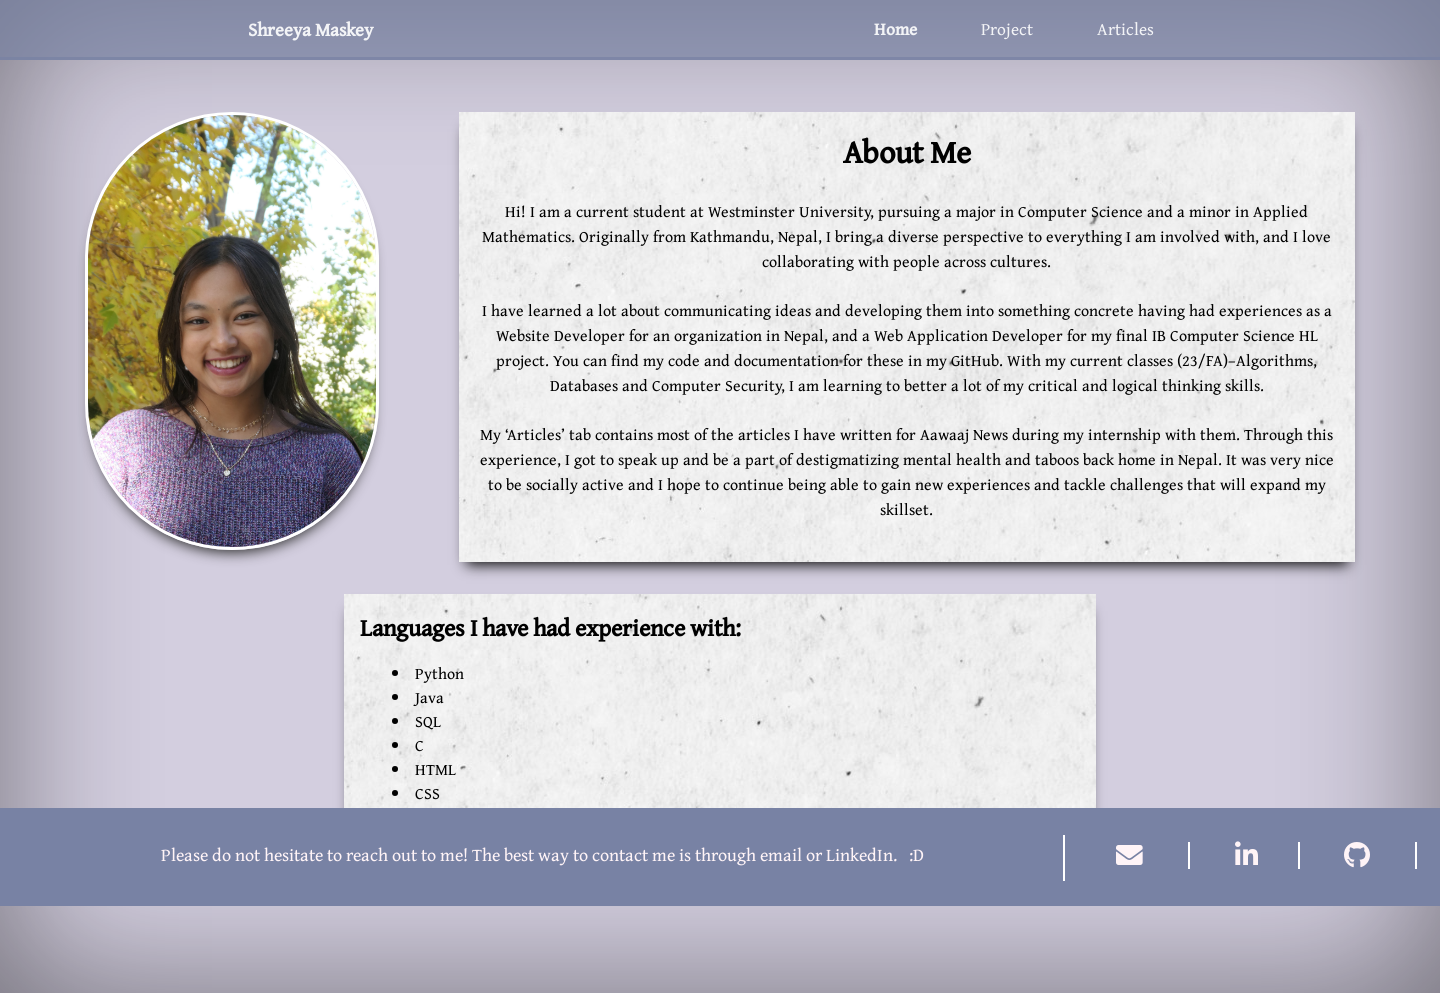 Shreeya Maskey
Home
Project
Articles
About Me
Hi! I am a current student at Westminster University, pursuing a major in Computer Science and a minor in Applied
Mathematics. Originally from Kathmandu, Nepal, I bring a diverse perspective to everything I am involved with, and I love
collaborating with people across cultures.
I have learned a lot about communicating ideas and developing them into something concrete having had experiences as a
Website Developer for an organization in Nepal, and a Web Application Developer for my final IB Computer Science HL
project. You can find my code and documentation for these in my GitHub. With my current classes (23/FA)–Algorithms,
Databases and Computer Security, I am learning to better a lot of my critical and logical thinking skills.
My ‘Articles’ tab contains most of the articles I have written for Aawaaj News during my internship with them. Through this
experience, I got to speak up and be a part of destigmatizing mental health and taboos back home in Nepal. It was very nice
to be socially active and I hope to continue being able to gain new experiences and tackle challenges that will expand my
skillset.
Languages I have had experience with:
• Python
• Java
• SQL
• C
• HTML
• CSS
Please do not hesitate to reach out to me! The best way to contact me is through email or LinkedIn. :D